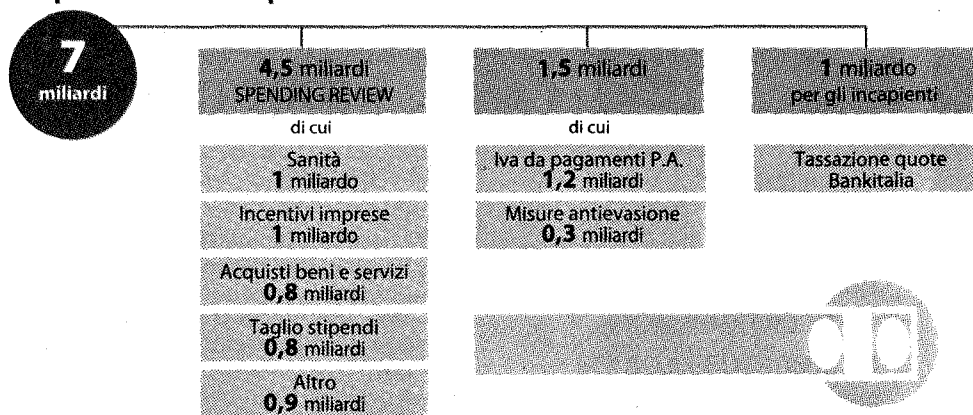 7
miliardi
4,5 miliardi
SPENDING REVIEW
di cui
Sanità
1 miliardo
Incentivi imprese
1 miliardo
Acquisti beni e servizi
0,8 miliardi
Taglio stipendi
0,8 miliardi
Altro
0,9 miliardi
1,5 miliardi
di cui
Iva da pagamenti P.A.
1,2 miliardi
Misure antievasione
0,3 miliardi
1 miliardo
per gli incapienti
Tassazione quote
Bankitalia